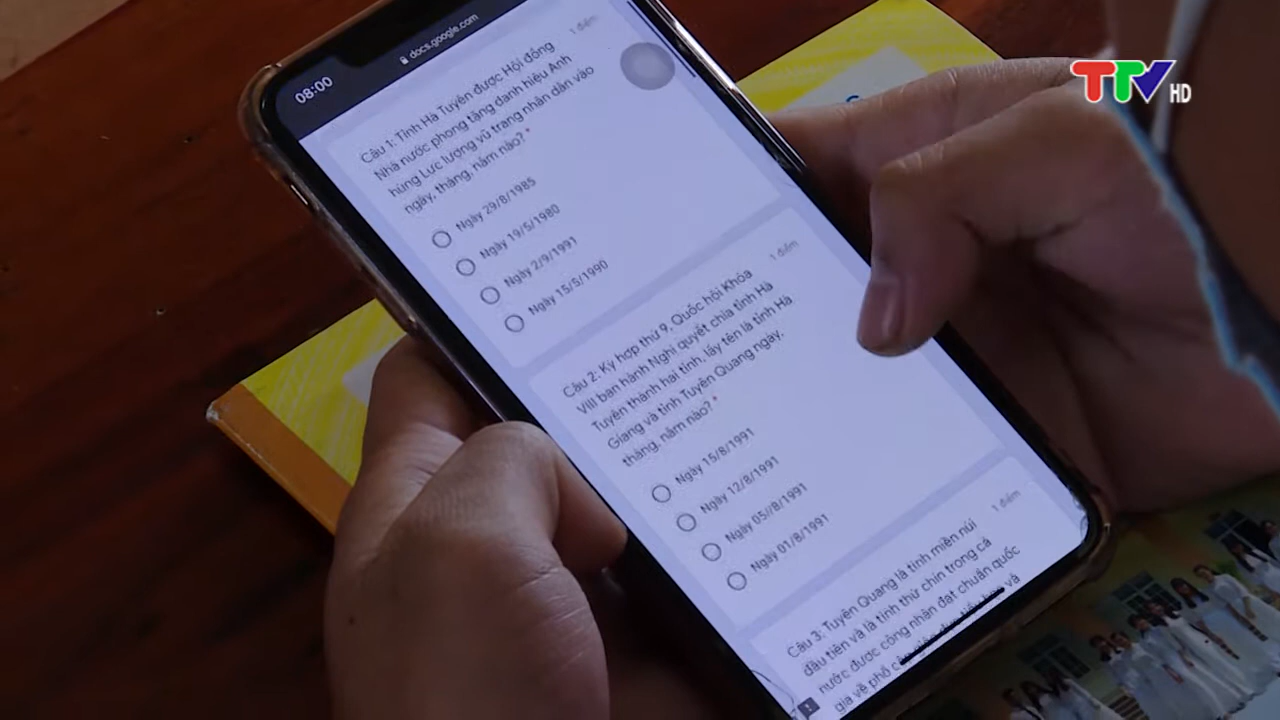 TTV HD
08:00
docs.google.com
1 điểm
Câu 1: Tỉnh Hà Tuyên được Hội đồng
Nhà nước phong tặng danh hiệu Anh
hùng Lực lượng vũ trang nhân dân vào
ngày, tháng, năm nào? *
Ngày 29/8/1985
Ngày 19/5/1980
Ngày 2/9/1991
Ngày 15/5/1990
1 điểm
Câu 2: Kỳ họp thứ 9, Quốc hội Khóa
VIII ban hành Nghị quyết chia tỉnh Hà
Tuyên thành hai tỉnh, lấy tên là tỉnh Hà
Giang và tỉnh Tuyên Quang ngày,
tháng, năm nào? *
Ngày 15/8/1991
Ngày 12/8/1991
Ngày 05//8/1991
Ngày 01/8/1991
1 điểm
Câu 3: Tuyên Quang là tỉnh miền núi
đầu tiên và là tỉnh thứ chín trong cả
nước được công nhận đạt chuẩn quốc
gia về phổ và